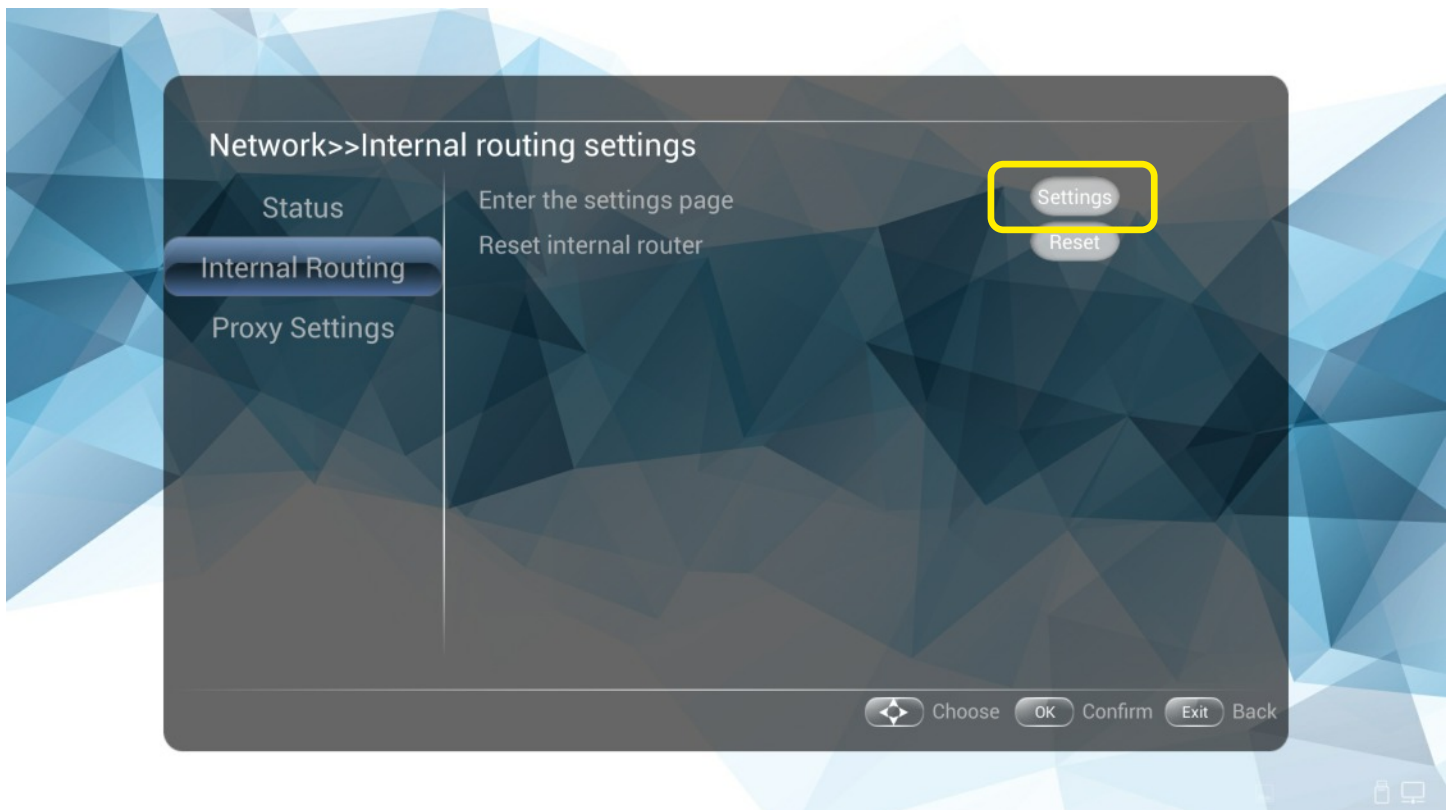 Network>>Internal routing settings
Status
Internal Routing
Proxy Settings
Enter the settings page Settings
Reset internal router Reset
Choose OK Confirm Exit Back